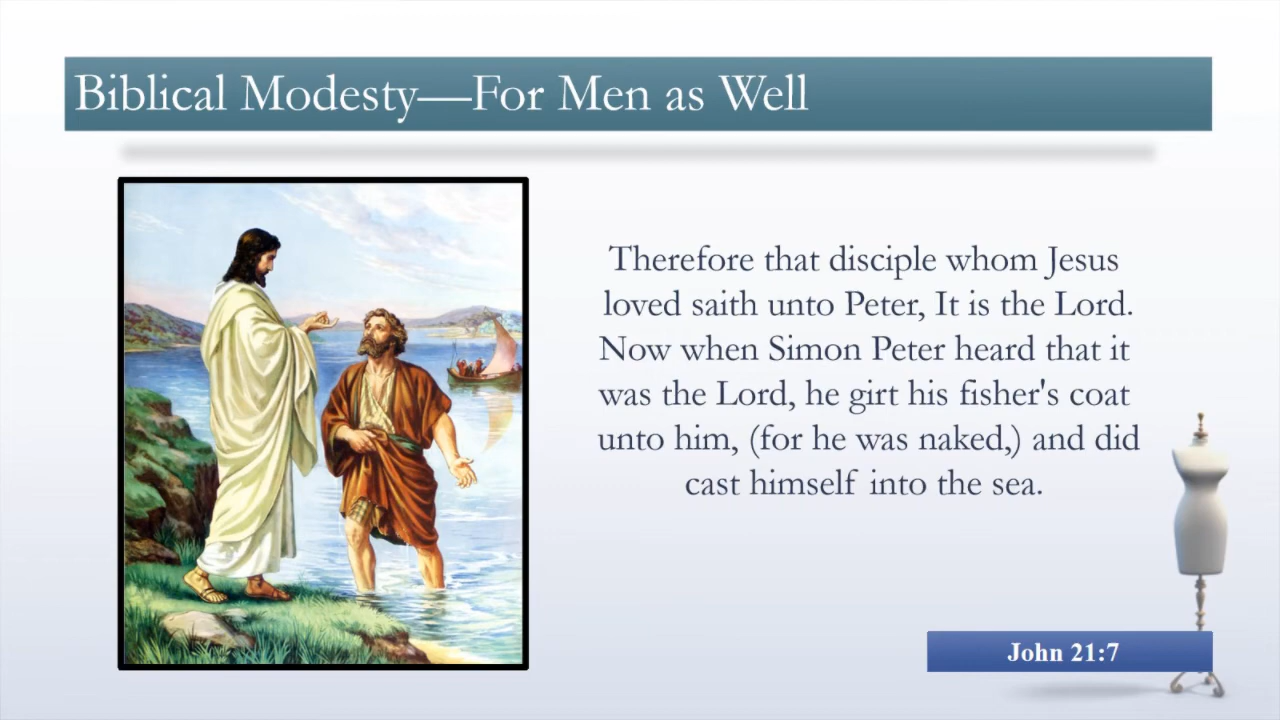 Biblical Modesty—For Men as Well
Therefore that disciple whom Jesus
loved saith unto Peter, It is the Lord.
Now when Simon Peter heard that it
was the Lord, he girt his fisher's coat
unto him, (for he was naked,) and did
cast himself into the sea.
John 21:7